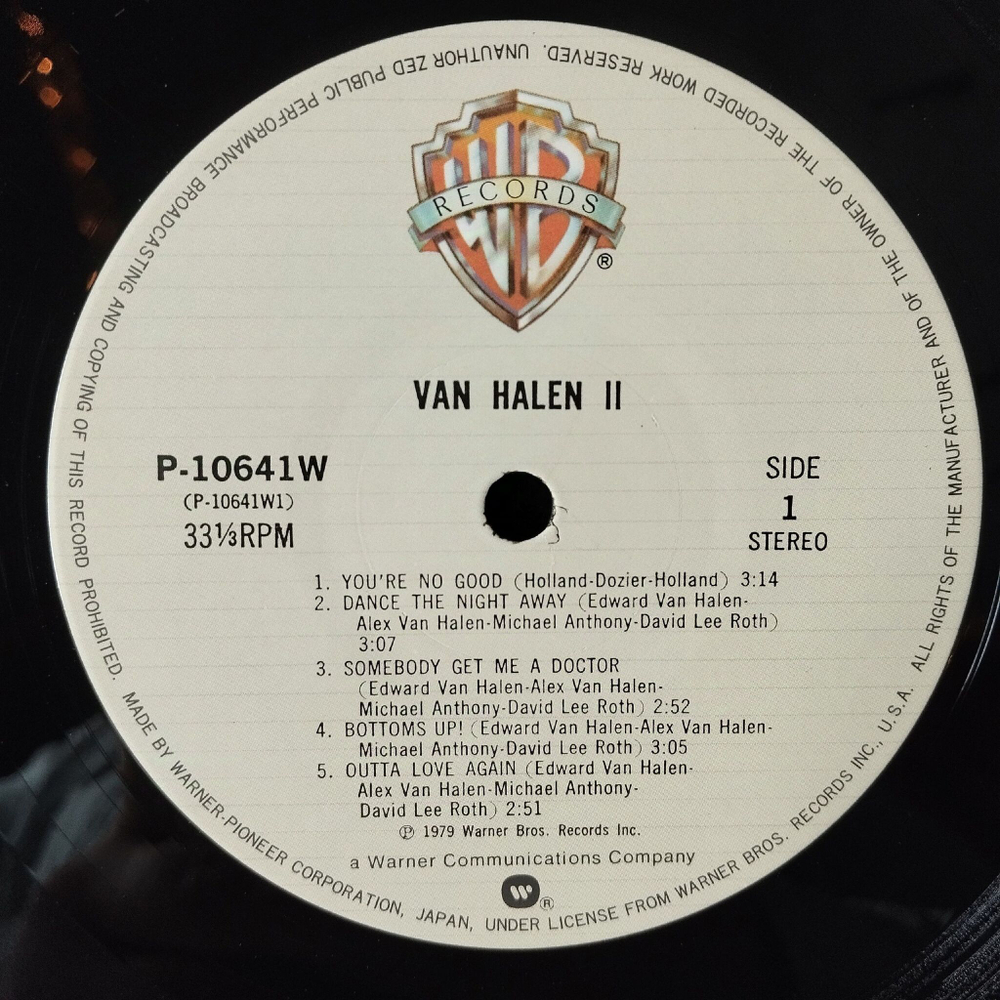 WB
RECORDS
®
VAN HALEN II
P-10641W
(P-10641W1)
33⅓RPM
SIDE
1
STEREO
1. YOU'RE NO GOOD (Holland-Dozier-Holland) 3:14
2. DANCE THE NIGHT AWAY (Edward Van Halen-
Alex Van Halen-Michael Anthony-David Lee Roth)
3:07
3. SOMEBODY GET ME A DOCTOR
(Edward Van Halen-Alex Van Halen-
Michael Anthony-David Lee Roth) 2:52
4. BOTTOMS UP! (Edward Van Halen-Alex Van Halen-
Michael Anthony-David Lee Roth) 3:05
5. OUTTA LOVE AGAIN (Edward Van Halen-
Alex Van Halen-Michael Anthony-
David Lee Roth) 2:51
℗ 1979 Warner Bros. Records Inc.
a Warner Communications Company
W ®
MADE BY WARNER-PIONEER CORPORATION, JAPAN, UNDER LICENSE FROM WARNER BROS. RECORDS INC., U.S.A. ALL RIGHTS OF THE MANUFACTURER AND OF THE OWNER OF THE RECORDED WORK RESERVED. UNAUTHOR ZED PUBLIC PERFORMANCE BROADCASTING AND COPYING OF THIS RECORD PROHIBITED.